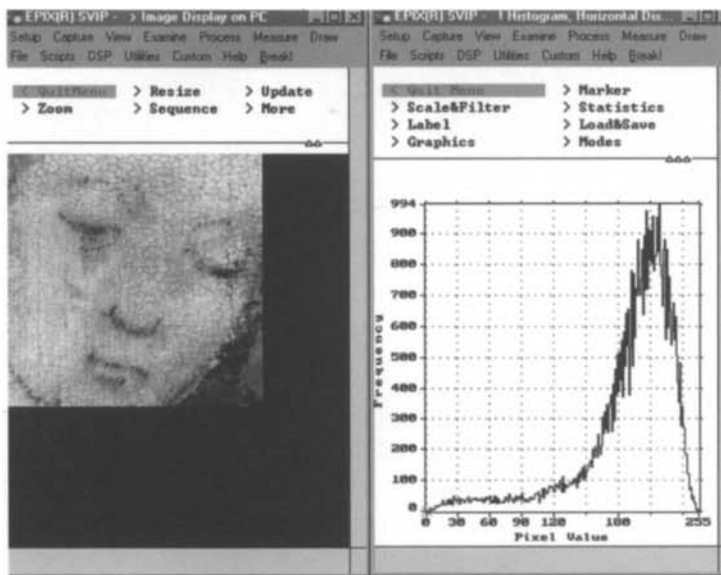 EPIX(R) SVIP - > Image Display on PC
Setup Capture View Examine Process Measure Draw
File Scripts DSP Utilities Custom Help Break!
< QuitMenu > Resize > Update
> Zoom > Sequence > More
EPIX(R) SVIP - ! Histogram, Horizontal Dis...
Setup Capture View Examine Process Measure Draw
File Scripts DSP Utilities Custom Help Break!
< Quit Menu > Marker
> Scale&Filter > Statistics
> Label > Load&Save
> Graphics > Modes
994
900
800
700
600
500
400
300
200
100
0
Frequency
0 30 60 90 120 180 255
Pixel Value